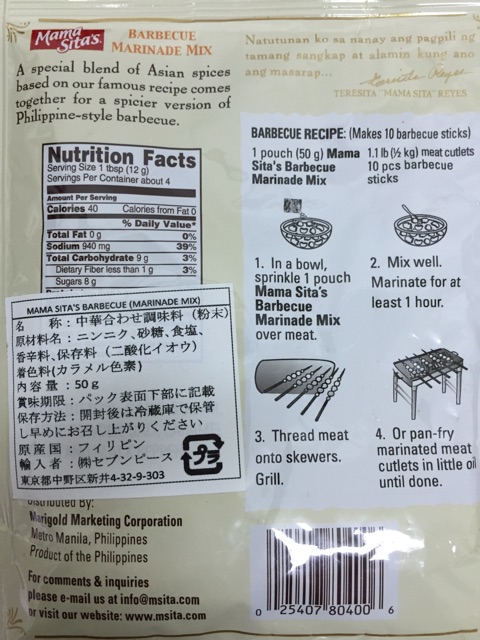 Mama Sita's
BARBECUE
MARINADE MIX
A special blend of Asian spices
based on our famous recipe comes
together for a spicier version of
Philippine-style barbecue.
Natutunan ko sa nanay ang pagpili ng
tamang sangkap at alamin kung ano
ang masarap...
TERESITA "MAMA SITA" REYES
Nutrition Facts
Serving Size 1 tbsp (12 g)
Servings Per Container about 4
Amount Per Serving
Calories 40 Calories from Fat 0
% Daily Value*
Total Fat 0 g 0%
Sodium 940 mg 39%
Total Carbohydrate 9 g 3%
Dietary Fiber less than 1 g 3%
Sugars 8 g
MAMA SITA'S BARBECUE (MARINADE MIX)
名 称：中華合わせ調味料（粉末）
原材料名：ニンニク、砂糖、食塩、
香辛料、保存料（二酸化イオウ）
着色料(カラメル色素)
内容量：50g
賞味期限：パック表面下部に記載
保存方法：開封後は冷蔵庫で保管
し早めにお召し上がりください
原産国：フィリピン
輸入者：㈱セブンピース
東京都中野区新井4-32-9-303
プラ
Distributed By:
Marigold Marketing Corporation
Metro Manila, Philippines
Product of the Philippines
For comments & inquiries
please e-mail us at info@msita.com
or visit our website: www.msita.com
BARBECUE RECIPE: (Makes 10 barbecue sticks)
1 pouch (50 g) Mama
Sita's Barbecue
Marinade Mix
1.1 lb (½ kg) meat cutlets
10 pcs barbecue
sticks
1. In a bowl,
sprinkle 1 pouch
Mama Sita's
Barbecue
Marinade Mix
over meat.
2. Mix well.
Marinate for at
least 1 hour.
3. Thread meat
onto skewers.
Grill.
4. Or pan-fry
marinated meat
cutlets in little oil
until done.
0 25407 80400 6